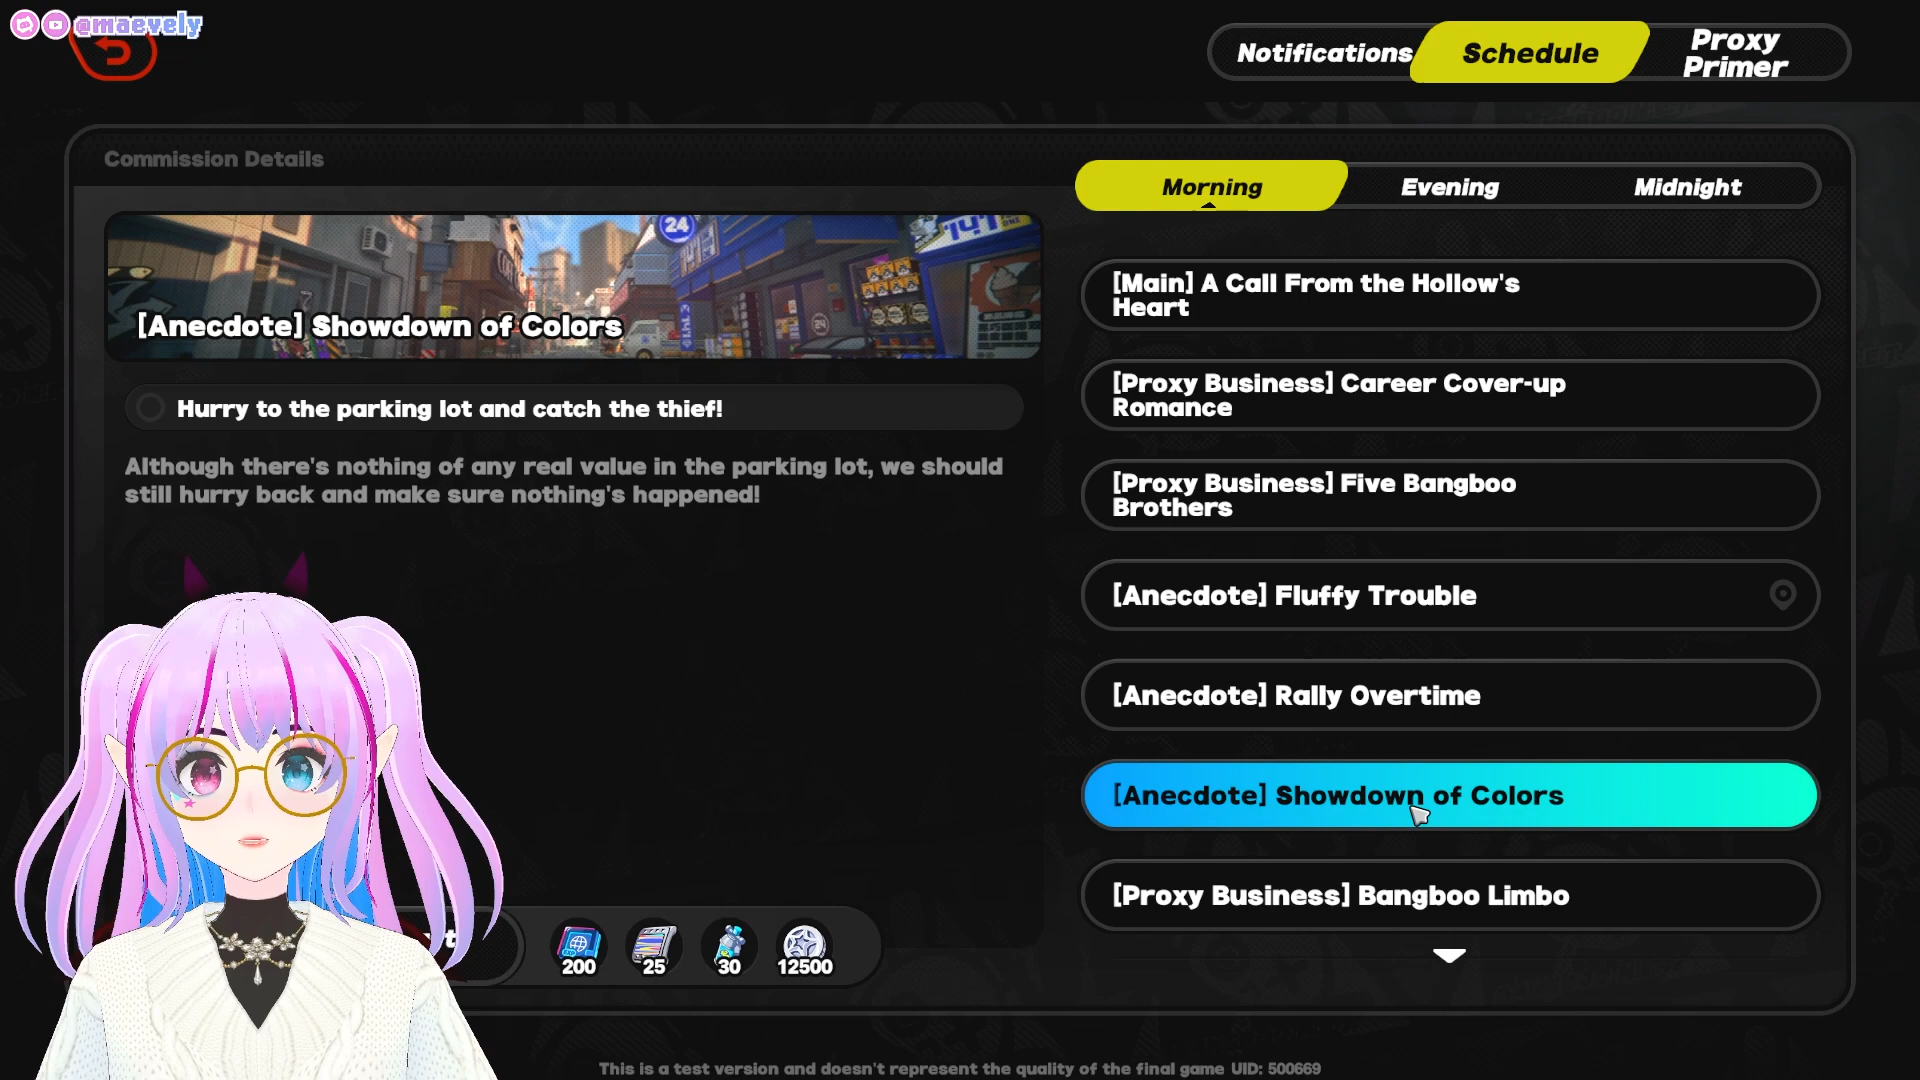 @maevely
Notifications
Schedule
Proxy
Primer
Commission Details
Morning
Evening
Midnight
24
141
[Anecdote] Showdown of Colors
Hurry to the parking lot and catch the thief!
Although there's nothing of any real value in the parking lot, we should
still hurry back and make sure nothing's happened!
[Main] A Call From the Hollow's
Heart
[Proxy Business] Career Cover-up
Romance
[Proxy Business] Five Bangboo
Brothers
[Anecdote] Fluffy Trouble
[Anecdote] Rally Overtime
[Anecdote] Showdown of Colors
[Proxy Business] Bangboo Limbo
200
25
30
12500
This is a test version and doesn't represent the quality of the final game UID: 500669